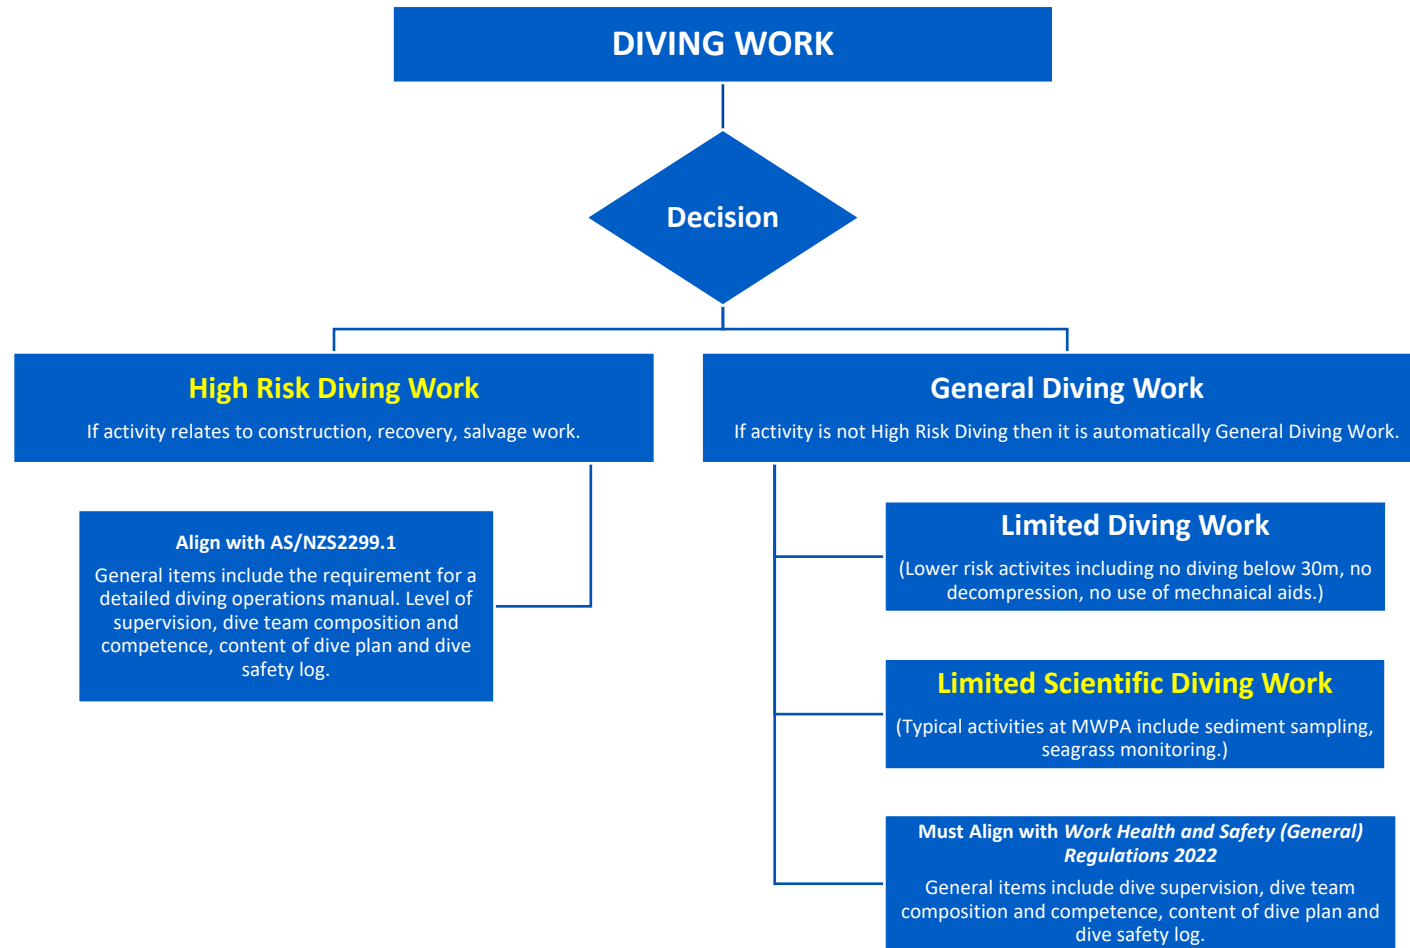 DIVING WORK
Decision
High Risk Diving Work
If activity relates to construction, recovery, salvage work.
Align with AS/NZS2299.1
General items include the requirement for a
detailed diving operations manual. Level of
supervision, dive team composition and
competence, content of dive plan and dive
safety log.
General Diving Work
If activity is not High Risk Diving then it is automatically General Diving Work.
Limited Diving Work
(Lower risk activites including no diving below 30m, no
decompression, no use of mechnaical aids.)
Limited Scientific Diving Work
(Typical activities at MWPA include sediment sampling,
seagrass monitoring.)
Must Align with Work Health and Safety (General)
Regulations 2022
General items include dive supervision, dive team
composition and competence, content of dive plan and
dive safety log.